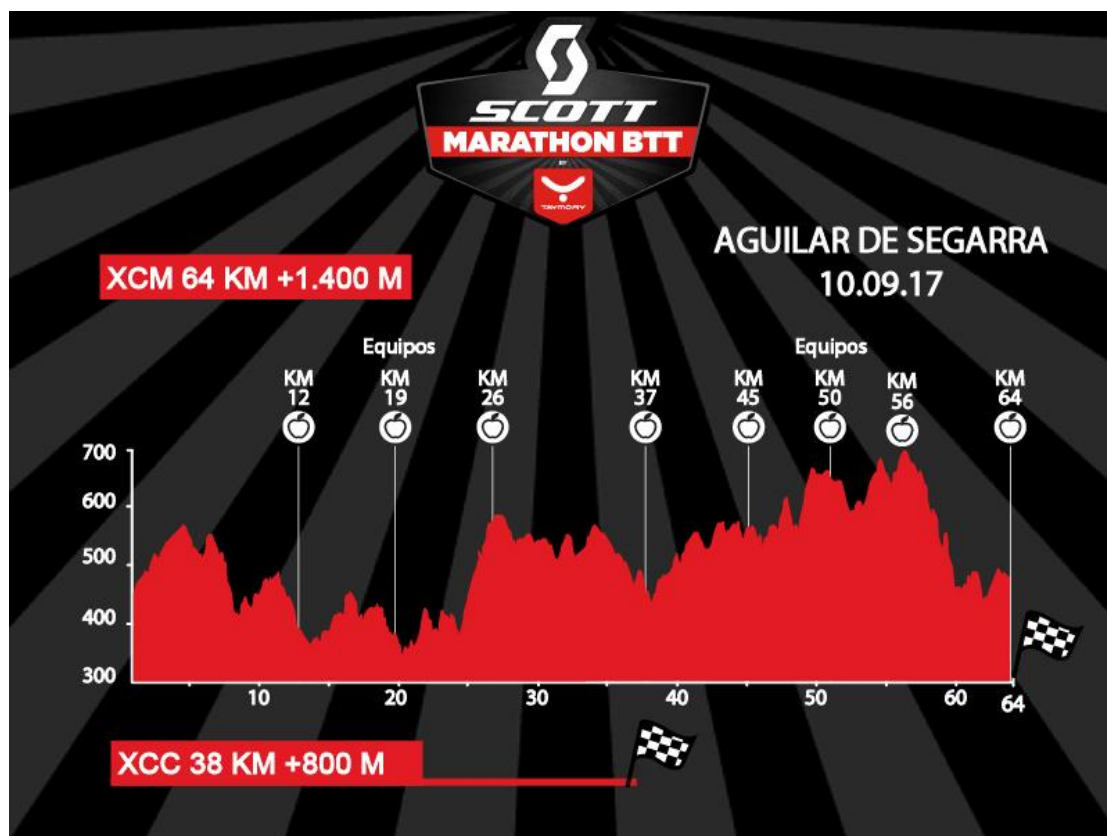 SCOTT
MARATHON BTT
BY
TAYMORY
AGUILAR DE SEGARRA
10.09.17
XCM 64 KM +1.400 M
Equipos
Equipos
KM
12
KM
19
KM
26
KM
37
KM
45
KM
50
KM
56
KM
64
700
600
500
400
300
10
20
30
40
50
60
64
XCC 38 KM +800 M